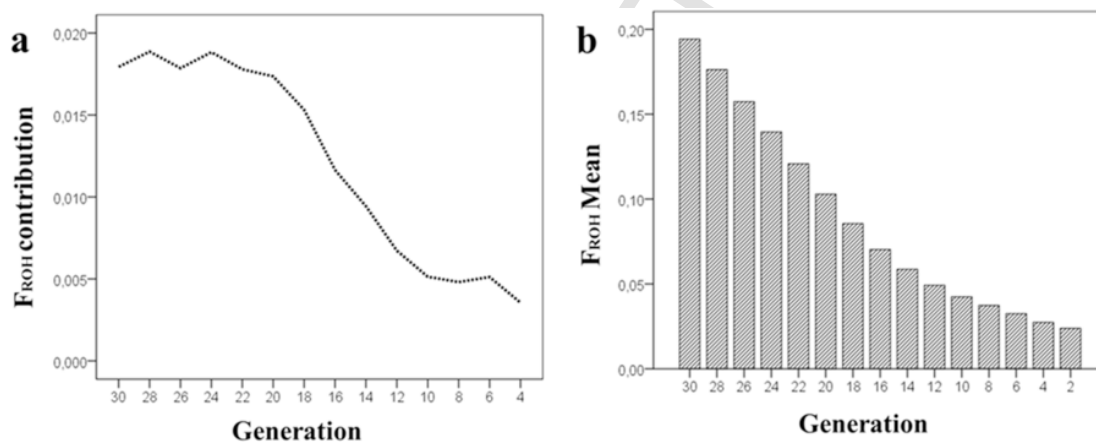 a
0,020
0,015
0,010
0,005
0,000
FROH contribution
30 28 26 24 22 20 18 16 14 12 10 8 6 4
Generation
b
0,20
0,15
0,10
0,05
0,00
FROH Mean
30 28 26 24 22 20 18 16 14 12 10 8 6 4 2
Generation